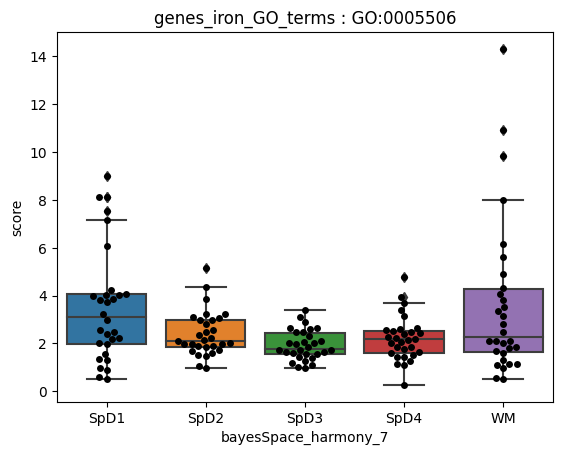 genes_iron_GO_terms : GO:0005506
14
12
10
8
6
4
2
0
score
SpD1 SpD2 SpD3 SpD4 WM
bayesSpace_harmony_7